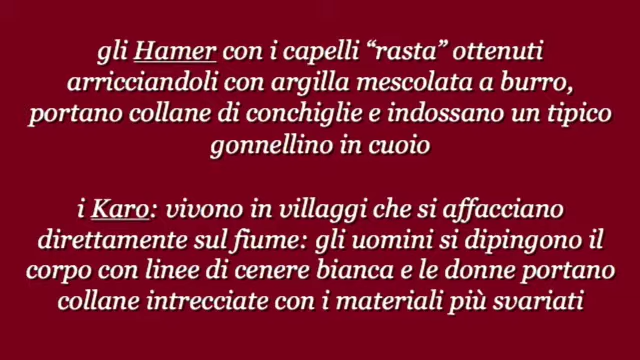 gli Hamer con i capelli “rasta” ottenuti
arricciandoli con argilla mescolata a burro,
portano collane di conchiglie e indossano un tipico
gonnellino in cuoio
i Karo: vivono in villaggi che si affacciano
direttamente sul fiume: gli uomini si dipingono il
corpo con linee di cenere bianca e le donne portano
collane intrecciate con i materiali più svariati